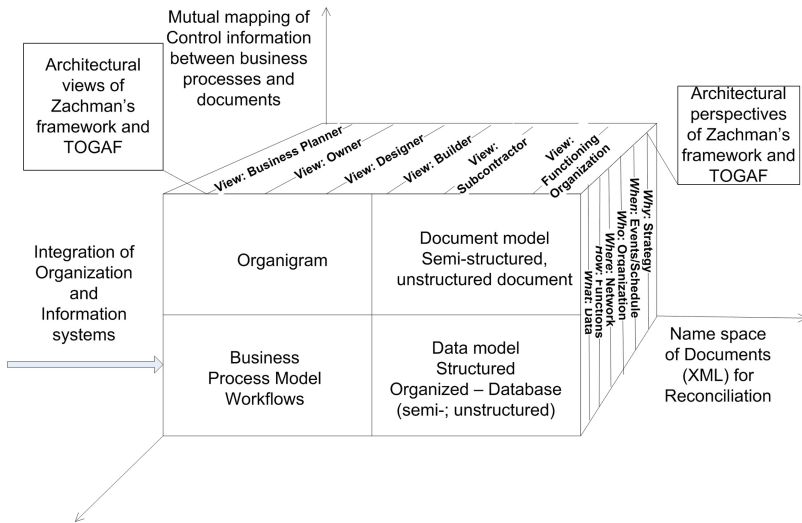 Mutual mapping of
Control information
between business
processes and
documents
Architectural
views of
Zachman's
framework and
TOGAF
Architectural
perspectives
of Zachman's
framework and
TOGAF
View: Business Planner
View: Owner
View: Designer
View: Builder
View:
Subcontractor
View:
Functioning
Organization
Why: Strategy
When: Events/Schedule
Who: Organization
Where: Network
How: Functions
What: Data
Integration of
Organization
and
Information
systems
Organigram
Document model
Semi-structured,
unstructured document
Business
Process Model
Workflows
Data model
Structured
Organized – Database
(semi-; unstructured)
Name space
of Documents
(XML) for
Reconciliation